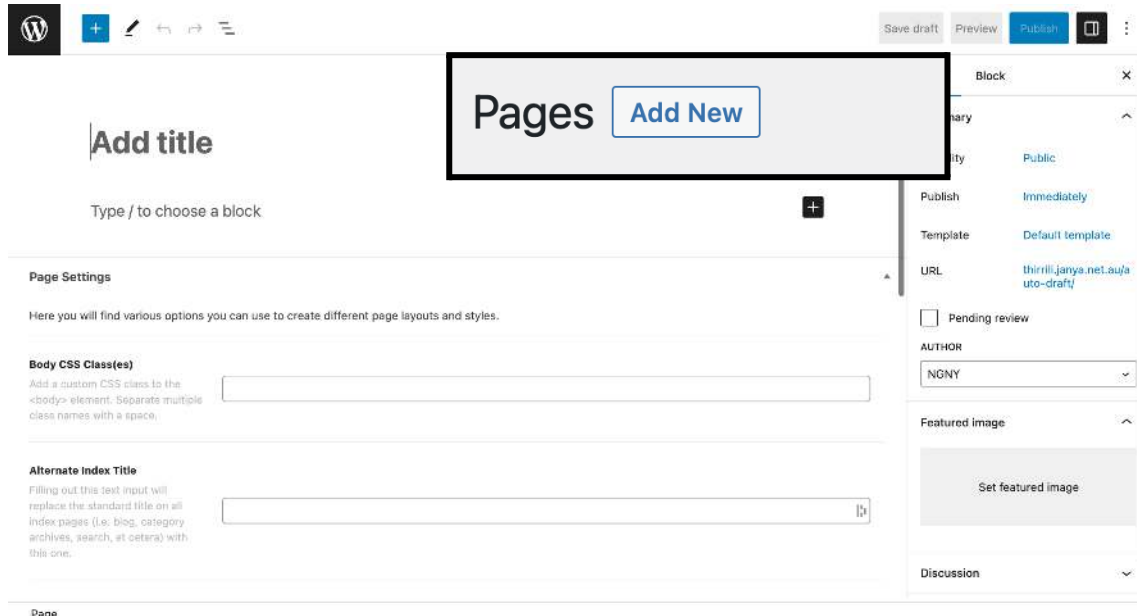 Save draft
Preview
Publish
Pages
Add New
Block
Add title
Type / to choose a block
Public
Publish
Immediately
Template
Default template
URL
thirrili.janya.net.au/a
uto-draft/
Pending review
AUTHOR
NGNY
Featured image
Set featured image
Discussion
Page Settings
Here you will find various options you can use to create different page layouts and styles.
Body CSS Class(es)
Add a custom CSS class to the
<body> element. Separate multiple
class names with a space.
Alternate Index Title
Filling out this text input will
replace the standard title on all
index pages (i.e. blog, category
archives, search, et cetera) with
this one.
Page